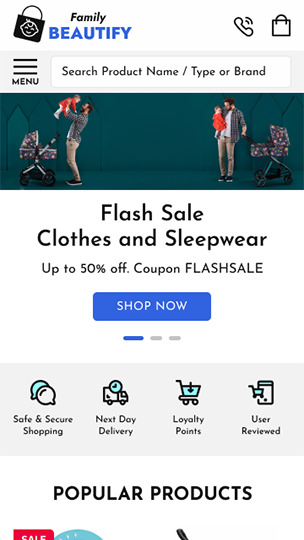 Family
BEAUTIFY
MENU
Search Product Name / Type or Brand
Flash Sale
Clothes and Sleepwear
Up to 50% off. Coupon FLASHSALE
SHOP NOW
Safe & Secure
Shopping
Next Day
Delivery
Loyalty
Points
User
Reviewed
POPULAR PRODUCTS
SALE